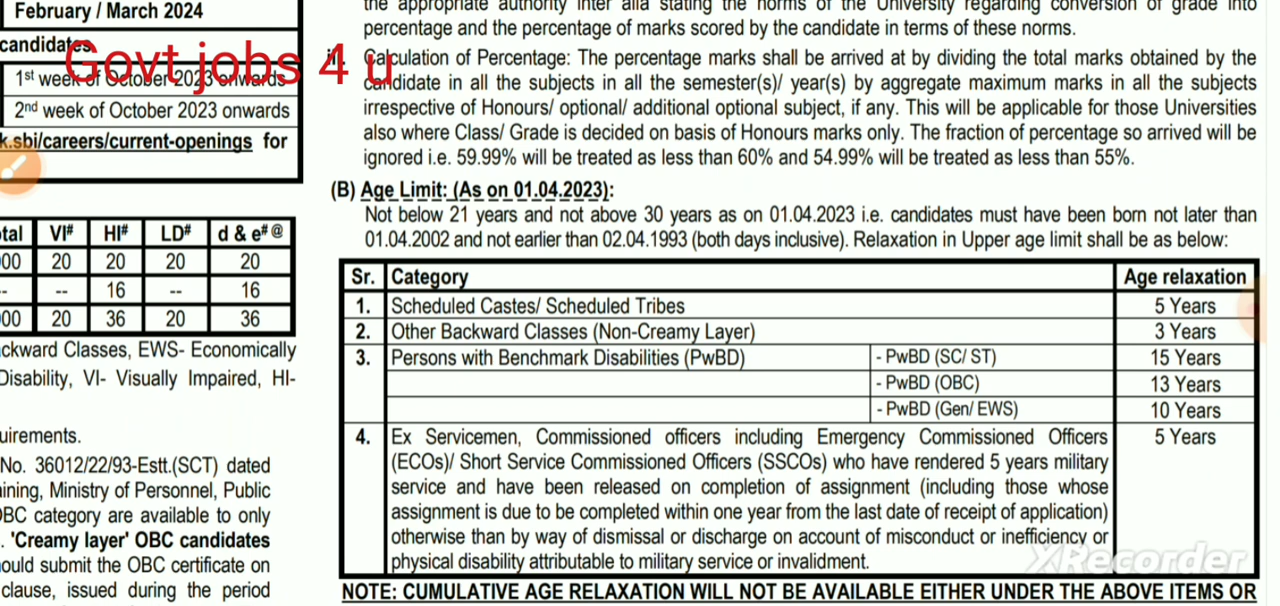 February / March 2024
candidates.
1st week of October 2023 onwards
2nd week of October 2023 onwards
k.sbi/careers/current-openings for
tal VI# HI# LD# d & e# @
00 20 20 20 20
-- -- 16 -- 16
00 20 36 20 36
ckward Classes, EWS- Economically
Disability, VI- Visually Impaired, HI-
uirements.
No. 36012/22/93-Estt.(SCT) dated
ining, Ministry of Personnel, Public
OBC category are available to only
. 'Creamy layer' OBC candidates
ould submit the OBC certificate on
clause, issued during the period
Govt jobs 4 u
the appropriate authority inter alia stating the norms of the University regarding conversion of grade into
percentage and the percentage of marks scored by the candidate in terms of these norms.
Calculation of Percentage: The percentage marks shall be arrived at by dividing the total marks obtained by the
candidate in all the subjects in all the semester(s)/ year(s) by aggregate maximum marks in all the subjects
irrespective of Honours/ optional/ additional optional subject, if any. This will be applicable for those Universities
also where Class/ Grade is decided on basis of Honours marks only. The fraction of percentage so arrived will be
ignored i.e. 59.99% will be treated as less than 60% and 54.99% will be treated as less than 55%.
(B) Age Limit: (As on 01.04.2023):
Not below 21 years and not above 30 years as on 01.04.2023 i.e. candidates must have been born not later than
01.04.2002 and not earlier than 02.04.1993 (both days inclusive). Relaxation in Upper age limit shall be as below:
Sr. Category Age relaxation
1. Scheduled Castes/ Scheduled Tribes 5 Years
2. Other Backward Classes (Non-Creamy Layer) 3 Years
3. Persons with Benchmark Disabilities (PwBD) - PwBD (SC/ ST) 15 Years
- PwBD (OBC) 13 Years
- PwBD (Gen/ EWS) 10 Years
4. Ex Servicemen, Commissioned officers including Emergency Commissioned Officers 5 Years
(ECOs)/ Short Service Commissioned Officers (SSCOs) who have rendered 5 years military
service and have been released on completion of assignment (including those whose
assignment is due to be completed within one year from the last date of receipt of application)
otherwise than by way of dismissal or discharge on account of misconduct or inefficiency or
physical disability attributable to military service or invalidment.
XRecorder
NOTE: CUMULATIVE AGE RELAXATION WILL NOT BE AVAILABLE EITHER UNDER THE ABOVE ITEMS OR